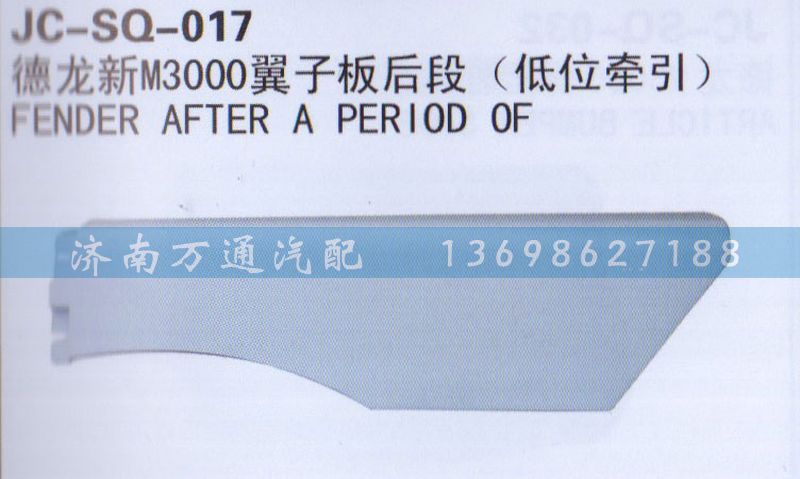 JC-SQ-017
德龙新M3000翼子板后段（低位牵引）
FENDER AFTER A PERIOD OF
济南万通汽配 13698627188